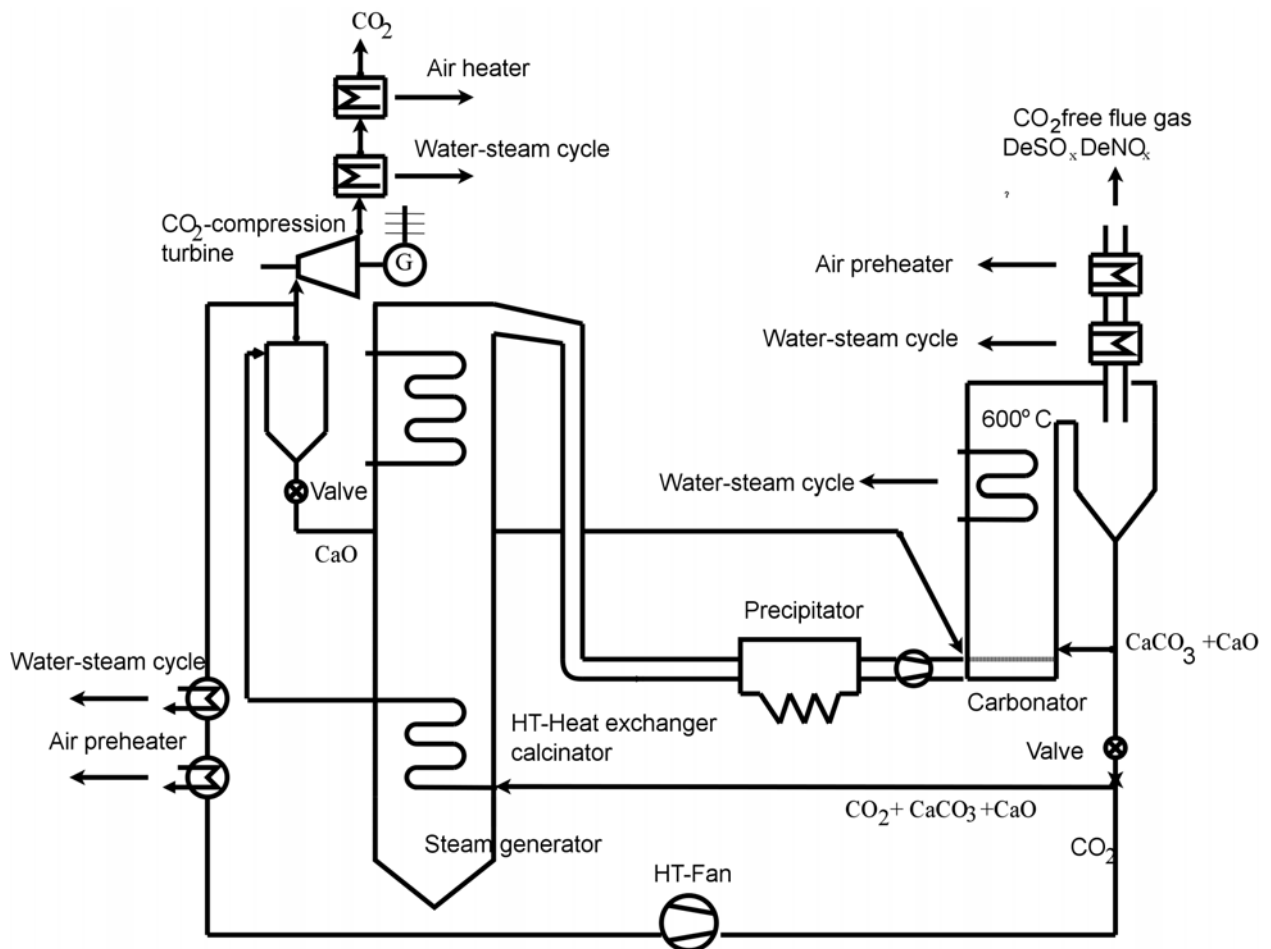 CO2
Air heater
CO2 free flue gas
DeSOx DeNOx
Water-steam cycle
?
CO2-compression
turbine
G
Air preheater
Water-steam cycle
600° C
Water-steam cycle
Valve
CaO
Precipitator
CaCO3 +CaO
Water-steam cycle
Carbonator
HT-Heat exchanger
calcinator
Air preheater
Valve
CO2+ CaCO3 +CaO
Steam generator
CO2
HT-Fan